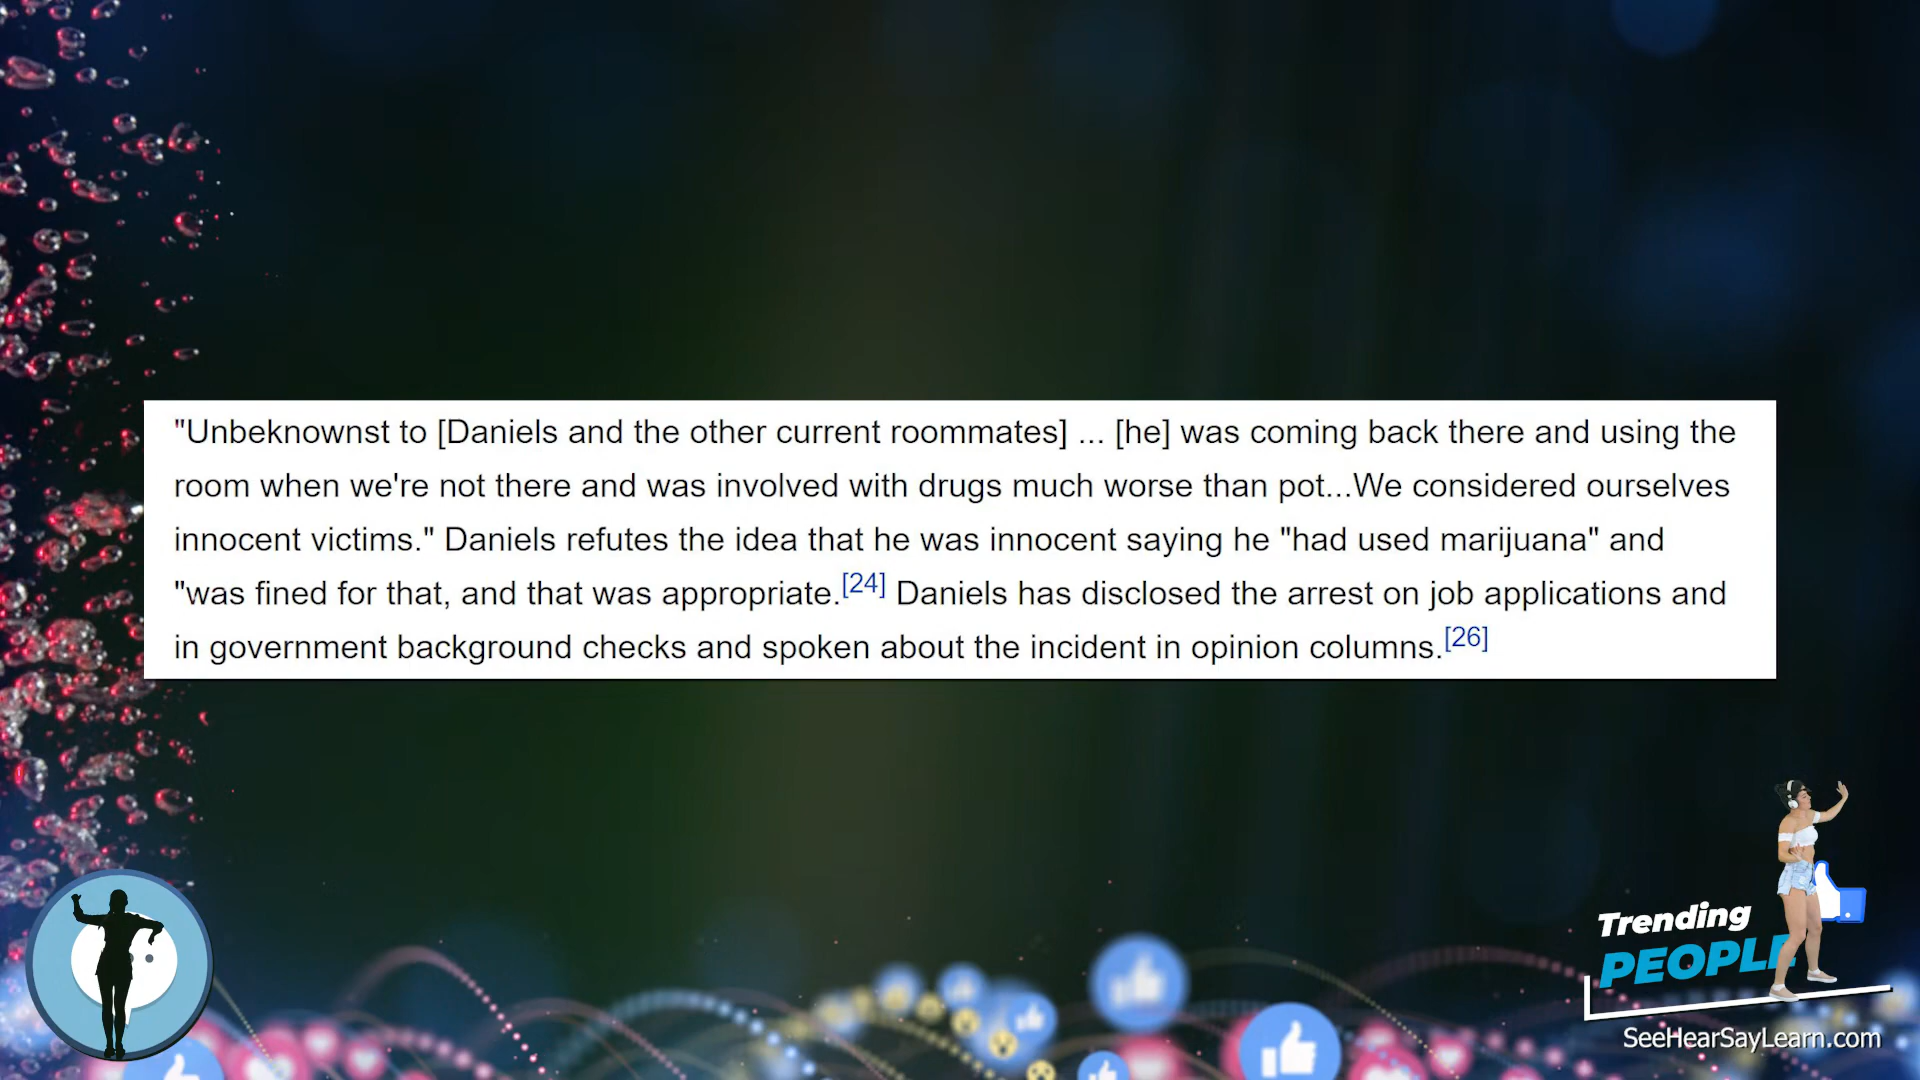 "Unbeknownst to [Daniels and the other current roommates] ... [he] was coming back there and using the
room when we're not there and was involved with drugs much worse than pot...We considered ourselves
innocent victims." Daniels refutes the idea that he was innocent saying he "had used marijuana" and
"was fined for that, and that was appropriate.[24] Daniels has disclosed the arrest on job applications and
in government background checks and spoken about the incident in opinion columns.[26]
Trending
PEOPLE
SeeHearSayLearn.com